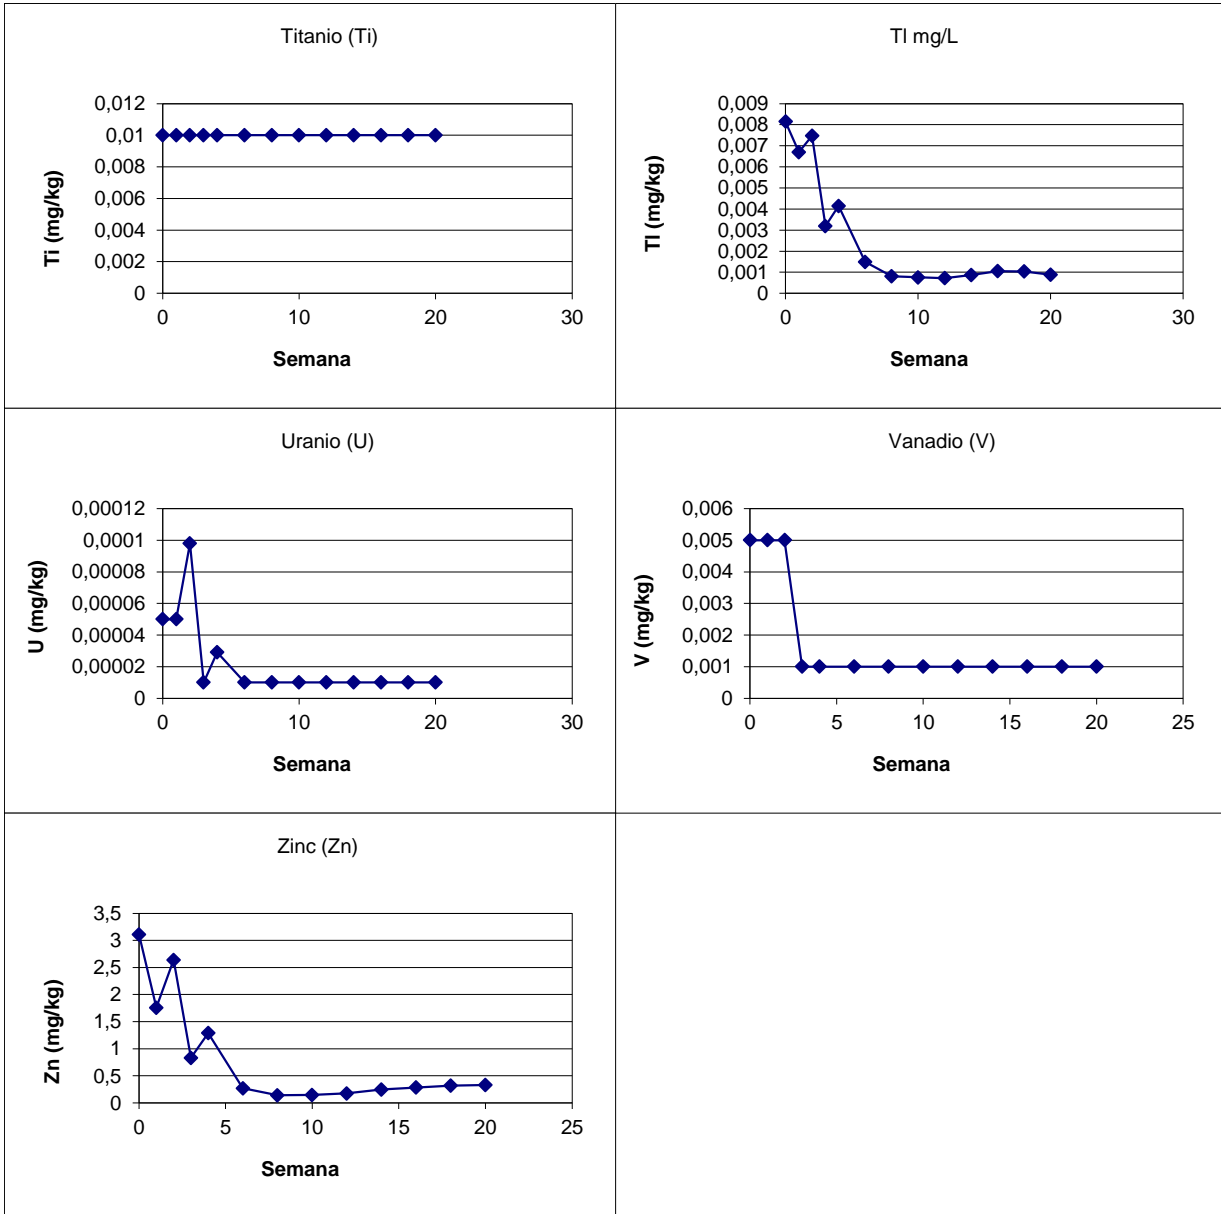 Titanio (Ti)
0,012
0,01
0,008
0,006
0,004
0,002
0
Ti (mg/kg)
0 10 20 30
Semana
Tl mg/L
0,009
0,008
0,007
0,006
0,005
0,004
0,003
0,002
0,001
0
Tl (mg/kg)
0 10 20 30
Semana
Uranio (U)
0,00012
0,0001
0,00008
0,00006
0,00004
0,00002
0
U (mg/kg)
0 10 20 30
Semana
Vanadio (V)
0,006
0,005
0,004
0,003
0,002
0,001
0
V (mg/kg)
0 5 10 15 20 25
Semana
Zinc (Zn)
3,5
3
2,5
2
1,5
1
0,5
0
Zn (mg/kg)
0 5 10 15 20 25
Semana